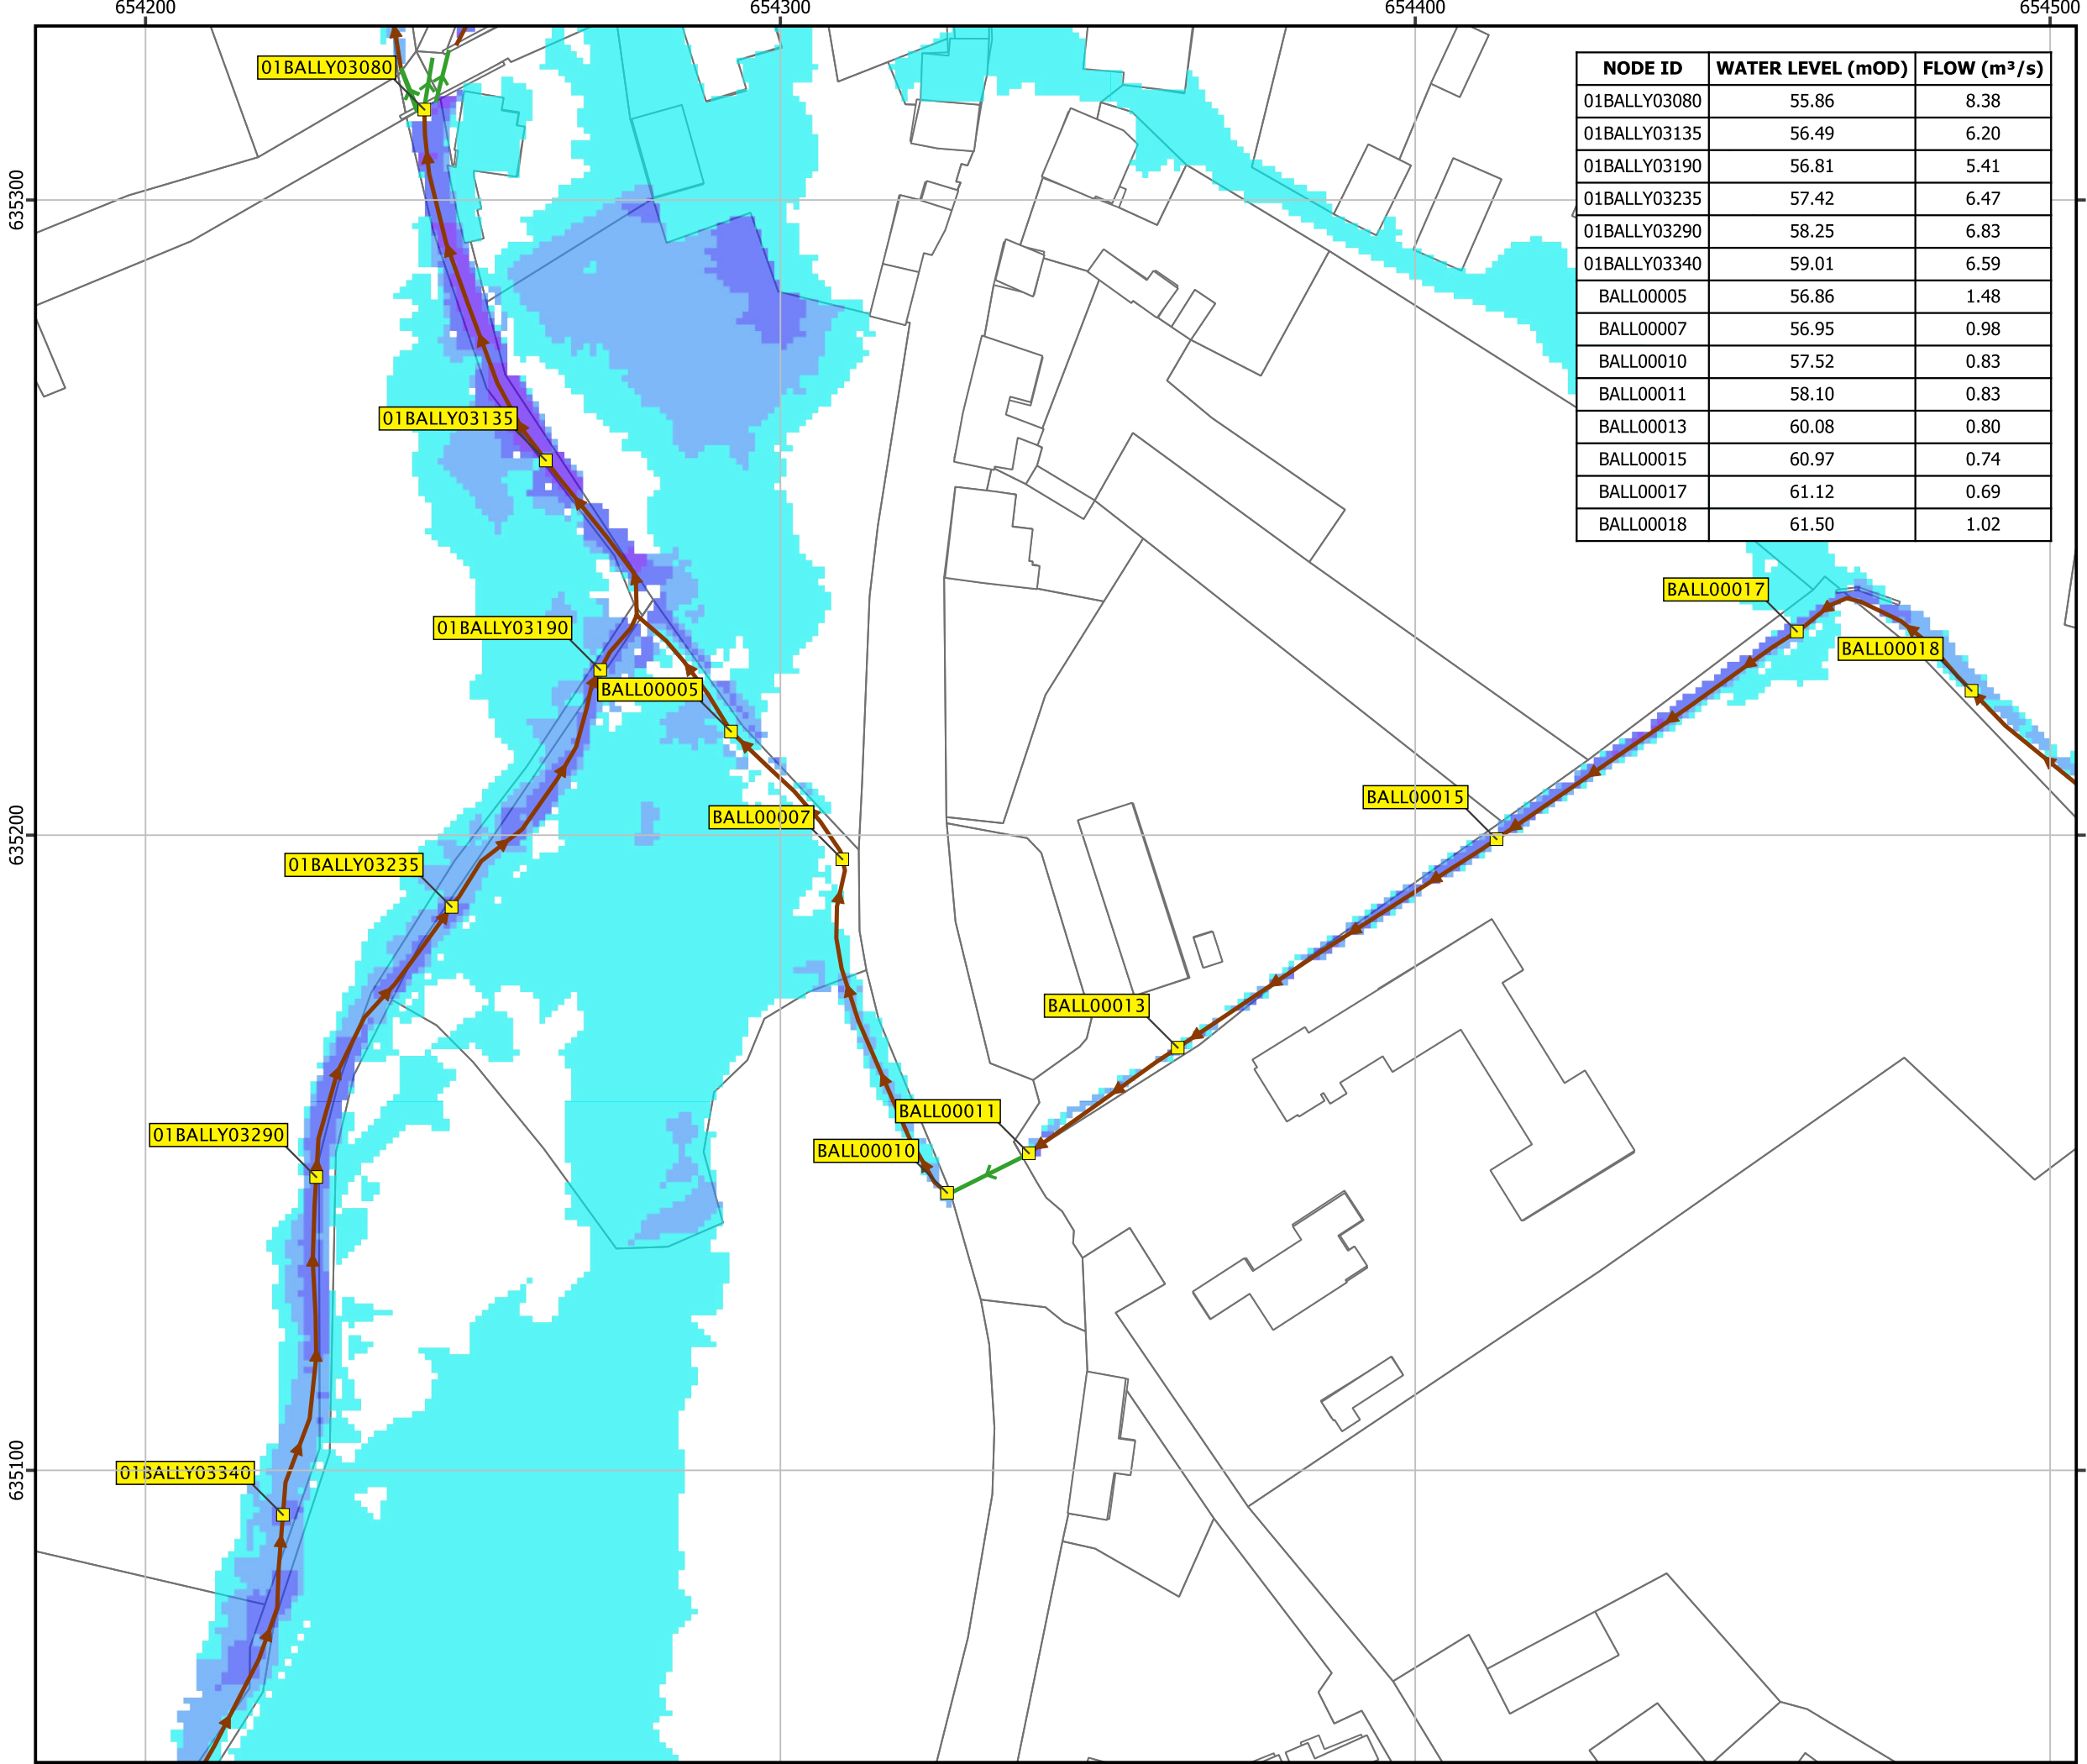 654200 654300 654400 654500
635300
635200
635100
NODE ID WATER LEVEL (mOD) FLOW (m³/s)
01BALLY03080 55.86 8.38
01BALLY03135 56.49 6.20
01BALLY03190 56.81 5.41
01BALLY03235 57.42 6.47
01BALLY03290 58.25 6.83
01BALLY03340 59.01 6.59
BALL00005 56.86 1.48
BALL00007 56.95 0.98
BALL00010 57.52 0.83
BALL00011 58.10 0.83
BALL00013 60.08 0.80
BALL00015 60.97 0.74
BALL00017 61.12 0.69
BALL00018 61.50 1.02
01BALLY03080
01BALLY03135
BALL00017
01BALLY03190
BALL00018
BALL00005
BALL00015
BALL00007
01BALLY03235
BALL00013
BALL00011
01BALLY03290
BALL00010
01BALLY03340